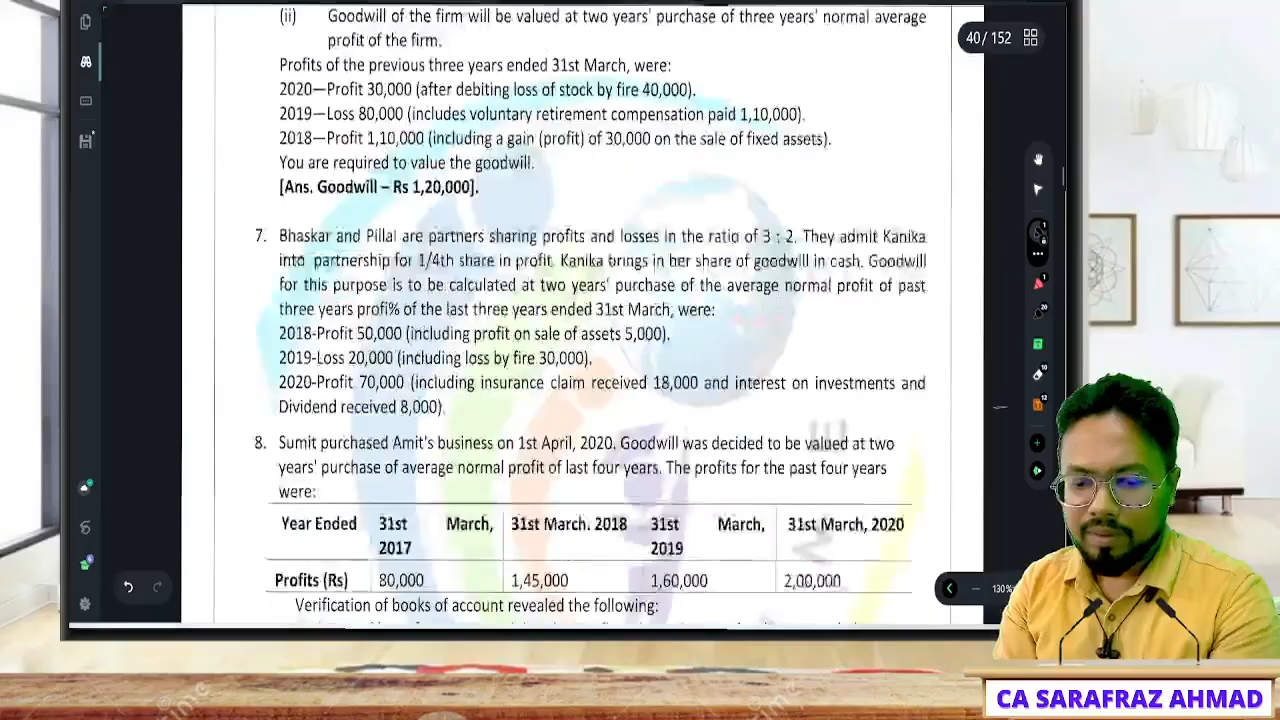 (ii) Goodwill of the firm will be valued at two years' purchase of three years' normal average
profit of the firm.
Profits of the previous three years ended 31st March, were:
2020—Profit 30,000 (after debiting loss of stock by fire 40,000).
2019—Loss 80,000 (includes voluntary retirement compensation paid 1,10,000).
2018—Profit 1,10,000 (including a gain (profit) of 30,000 on the sale of fixed assets).
You are required to value the goodwill.
[Ans. Goodwill – Rs 1,20,000].
7. Bhaskar and Pillal are partners sharing profits and losses in the ratio of 3 : 2. They admit Kanika
into partnership for 1/4th share in profit. Kanika brings in her share of goodwill in cash. Goodwill
for this purpose is to be calculated at two years' purchase of the average normal profit of past
three years profi% of the last three years ended 31st March, were:
2018-Profit 50,000 (including profit on sale of assets 5,000).
2019-Loss 20,000 (including loss by fire 30,000).
2020-Profit 70,000 (including insurance claim received 18,000 and interest on investments and
Dividend received 8,000).
8. Sumit purchased Amit's business on 1st April, 2020. Goodwill was decided to be valued at two
years' purchase of average normal profit of last four years. The profits for the past four years
were:
Year Ended 31st March, 31st March. 2018 31st March, 31st March, 2020
2017 2019
Profits (Rs) 80,000 1,45,000 1,60,000 2,00,000
Verification of books of account revealed the following:
40/152
130%
CA SARAFRAZ AHMAD